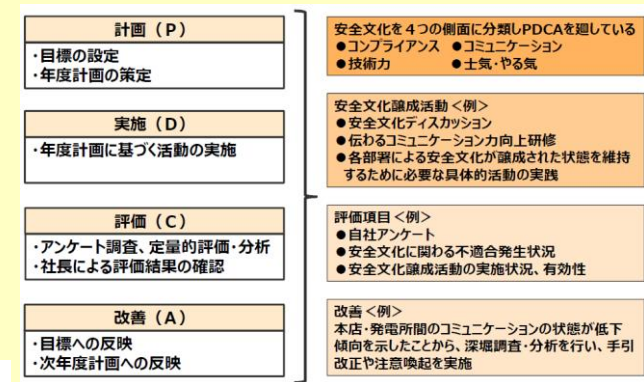 計画（P）
・目標の設定
・年度計画の策定
実施（D）
・年度計画に基づく活動の実施
評価（C）
・アンケート調査、定量的評価・分析
・社長による評価結果の確認
改善（A）
・目標への反映
・次年度計画への反映
安全文化を４つの側面に分類しPDCAを廻している
●コンプライアンス ●コミュニケーション
●技術力 ●士気・やる気
安全文化醸成活動＜例＞
●安全文化ディスカッション
●伝わるコミュニケーション力向上研修
●各部署による安全文化が醸成された状態を維持
するために必要な具体的活動の実践
評価項目＜例＞
●自社アンケート
●安全文化に関わる不適合発生状況
●安全文化醸成活動の実施状況、有効性
改善＜例＞
本店・発電所間のコミュニケーションの状態が低下
傾向を示したことから、深堀調査・分析を行い、手引
改正や注意喚起を実施